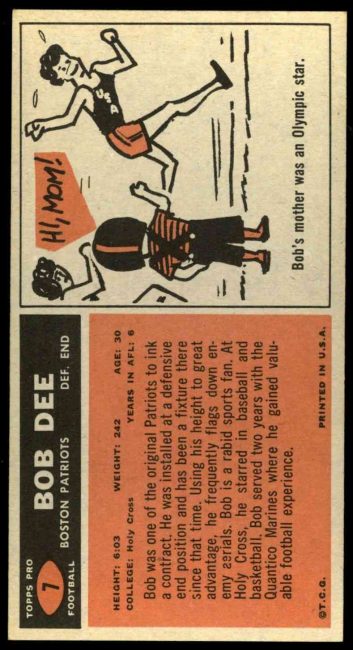 TOPPS PRO
7
FOOTBALL
BOB DEE
BOSTON PATRIOTS DEF. END
HEIGHT: 6:03 WEIGHT: 242 AGE: 30
COLLEGE: Holy Cross YEARS IN AFL: 6
Bob was one of the original Patriots to ink
a contract. He was installed at a defensive
end position and has been a fixture there
since that time. Using his height to great
advantage, he frequently flags down en-
emy aerials. Bob is a rabid sports fan. At
Holy Cross, he starred in baseball and
basketball. Bob served two years with the
Quantico Marines where he gained valu-
able football experience.
©T.C.G. PRINTED IN U.S.A.
HI, MOM!
USA
Bob's mother was an Olympic star.